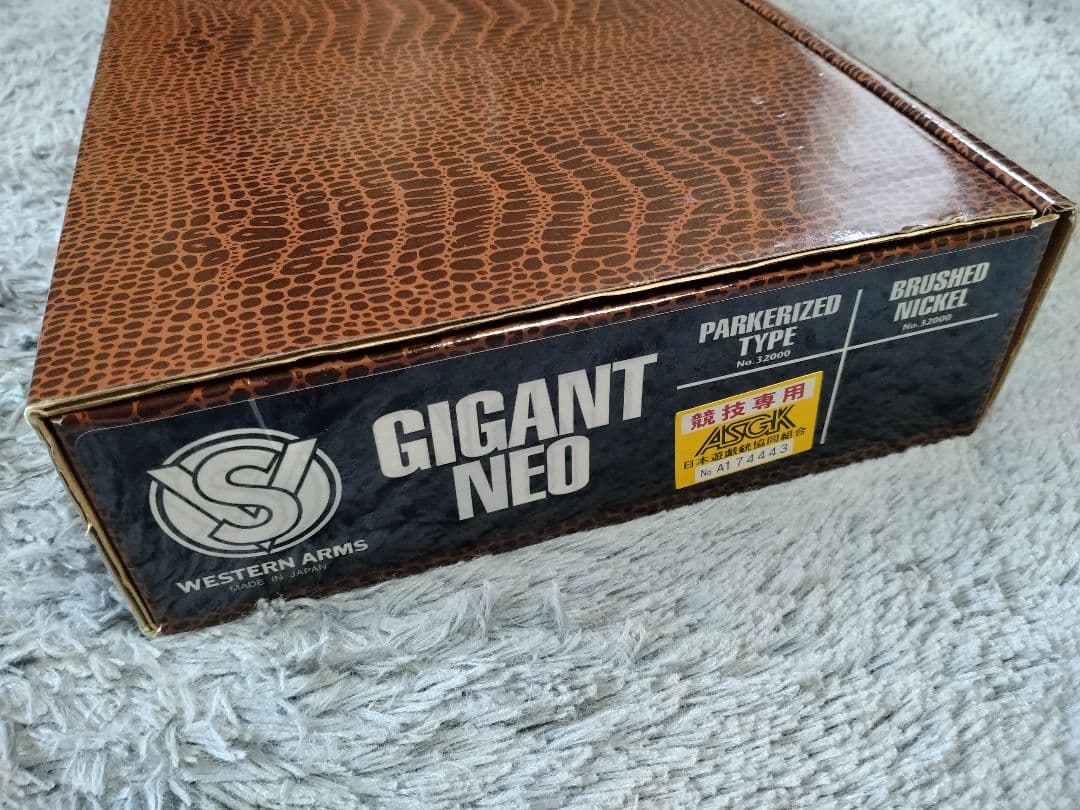 WS
WESTERN ARMS
MADE IN JAPAN
GIGANT
NEO
PARKERIZED
TYPE
No.32000
BRUSHED
NICKEL
No.32000
競技専用
ASGK
日本遊戯銃協同組合
No A174443